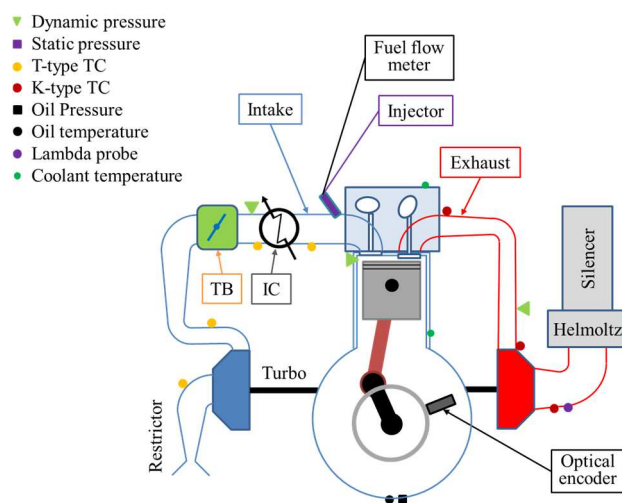 Dynamic pressure
Static pressure
T-type TC
K-type TC
Oil Pressure
Oil temperature
Lambda probe
Coolant temperature
Fuel flow
meter
Intake
Injector
Exhaust
TB
IC
Silencer
Helmoltz
Turbo
Restrictor
Optical
encoder